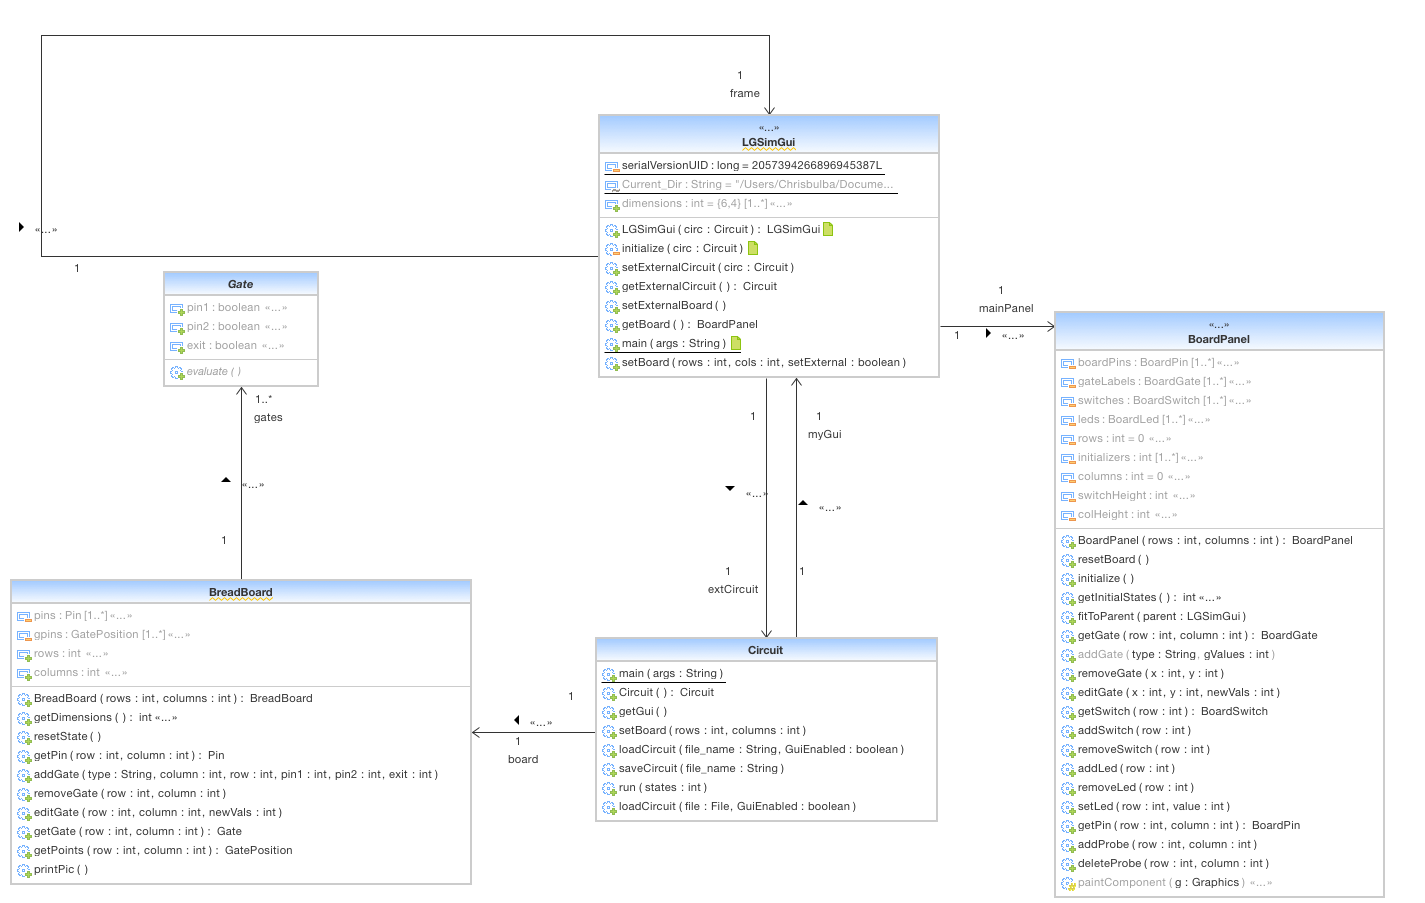 1
frame
«...»
LGSimGui
serialVersionUID : long = 2057394266896945387L
Current_Dir : String = "/Users/Chrisbulba/Docume...
dimensions : int = {6,4} [1..*] «...»
LGSimGui ( circ : Circuit ) : LGSimGui
initialize ( circ : Circuit )
setExternalCircuit ( circ : Circuit )
getExternalCircuit ( ) : Circuit
setExternalBoard ( )
getBoard ( ) : BoardPanel
main ( args : String )
setBoard ( rows : int, cols : int, setExternal : boolean )
«...»
1
Gate
pin1 : boolean «...»
pin2 : boolean «...»
exit : boolean «...»
evaluate ( )
1..*
gates
«...»
1
1
mainPanel
1
«...»
«...»
BoardPanel
boardPins : BoardPin [1..*] «...»
gateLabels : BoardGate [1..*] «...»
switches : BoardSwitch [1..*] «...»
leds : BoardLed [1..*] «...»
rows : int = 0 «...»
initializers : int [1..*] «...»
columns : int = 0 «...»
switchHeight : int «...»
colHeight : int «...»
BoardPanel ( rows : int, columns : int ) : BoardPanel
resetBoard ( )
initialize ( )
getInitialStates ( ) : int «...»
fitToParent ( parent : LGSimGui )
getGate ( row : int, column : int ) : BoardGate
addGate ( type : String, gValues : int )
removeGate ( x : int, y : int )
editGate ( x : int, y : int, newVals : int )
getSwitch ( row : int ) : BoardSwitch
addSwitch ( row : int )
removeSwitch ( row : int )
addLed ( row : int )
removeLed ( row : int )
setLed ( row : int, value : int )
getPin ( row : int, column : int ) : BoardPin
addProbe ( row : int, column : int )
deleteProbe ( row : int, column : int )
paintComponent ( g : Graphics ) «...»
1
1
myGui
«...»
«...»
1
extCircuit
1
BreadBoard
pins : Pin [1..*] «...»
gpins : GatePosition [1..*] «...»
rows : int «...»
columns : int «...»
BreadBoard ( rows : int, columns : int ) : BreadBoard
getDimensions ( ) : int «...»
resetState ( )
getPin ( row : int, column : int ) : Pin
addGate ( type : String, column : int, row : int, pin1 : int, pin2 : int, exit : int )
removeGate ( row : int, column : int )
editGate ( row : int, column : int, newVals : int )
getGate ( row : int, column : int ) : Gate
getPoints ( row : int, column : int ) : GatePosition
printPic ( )
1
«...»
1
board
Circuit
main ( args : String )
Circuit ( ) : Circuit
getGui ( )
setBoard ( rows : int, columns : int )
loadCircuit ( file_name : String, GuiEnabled : boolean )
saveCircuit ( file_name : String )
run ( states : int )
loadCircuit ( file : File, GuiEnabled : boolean )